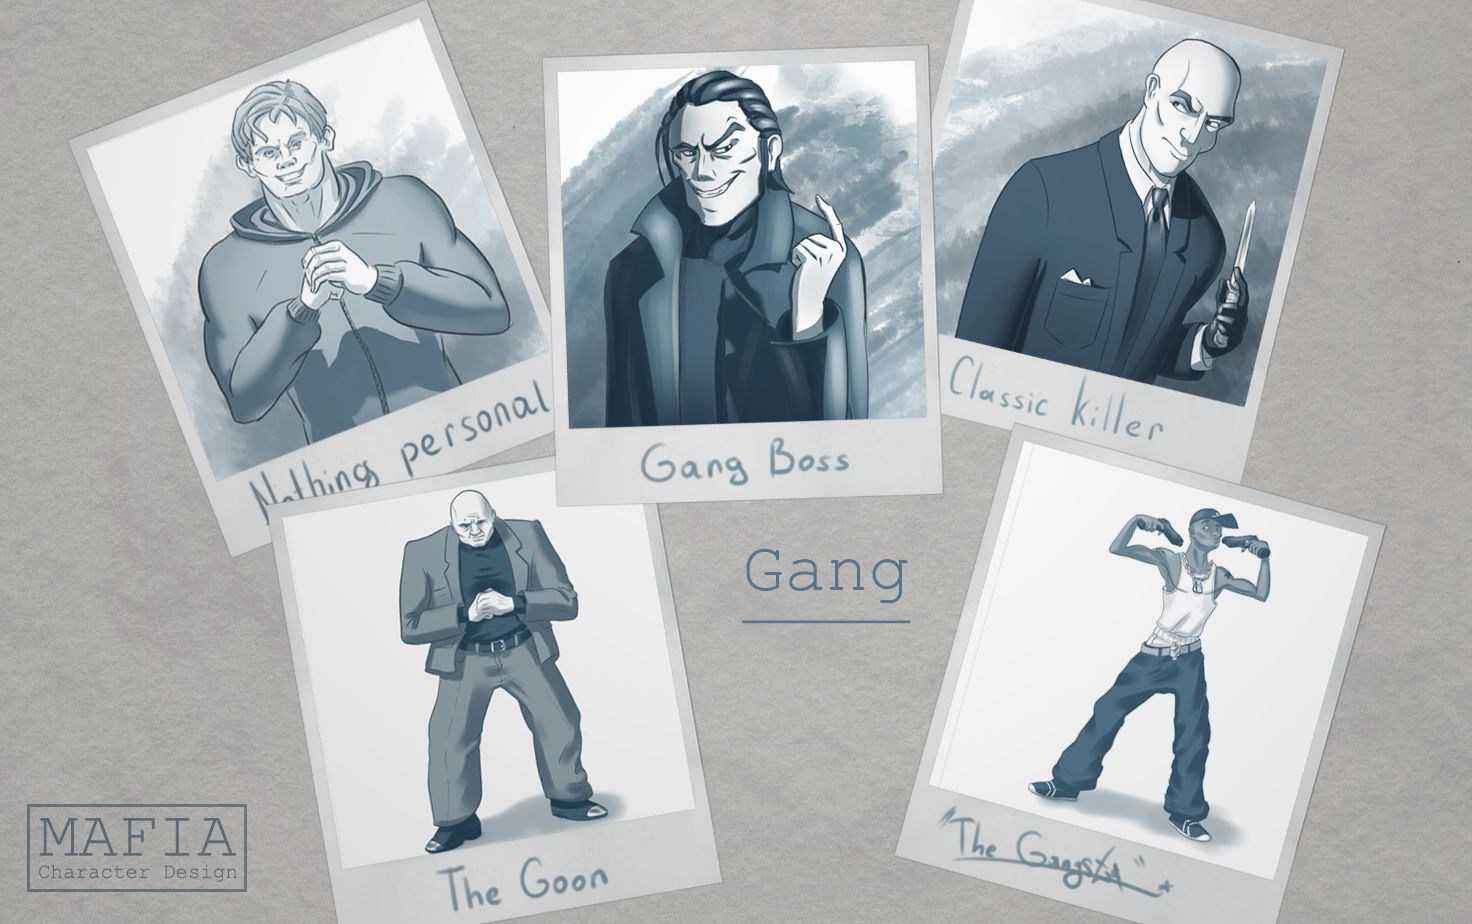 Nothing personal
Gang Boss
Classic killer
Gang
The Goon
"The Gangsta"
MAFIA
Character Design